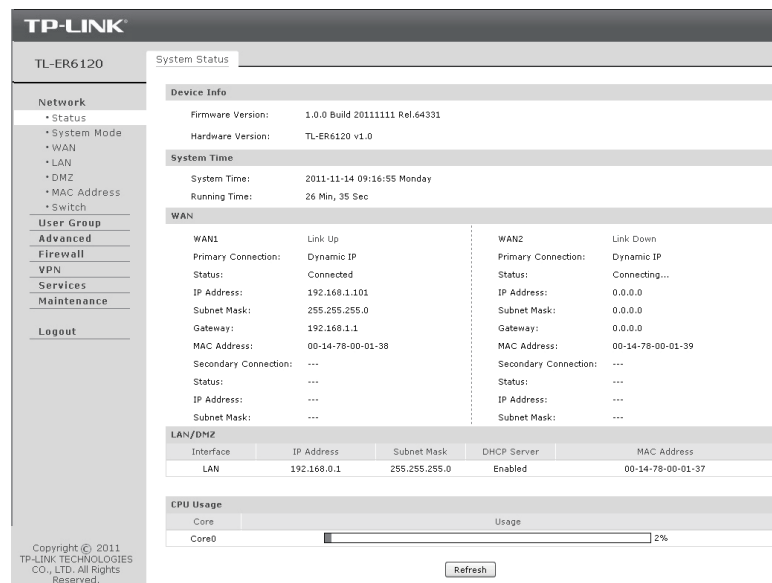 TP-LINK®
TL-ER6120
System Status
Network
• Status
• System Mode
• WAN
• LAN
• DMZ
• MAC Address
• Switch
User Group
Advanced
Firewall
VPN
Services
Maintenance
Logout
Copyright © 2011
TP-LINK TECHNOLOGIES
CO., LTD. All Rights
Reserved.
Device Info
Firmware Version: 1.0.0 Build 20111111 Rel.64331
Hardware Version: TL-ER6120 v1.0
System Time
System Time: 2011-11-14 09:16:55 Monday
Running Time: 26 Min, 35 Sec
WAN
WAN1 Link Up
Primary Connection: Dynamic IP
Status: Connected
IP Address: 192.168.1.101
Subnet Mask: 255.255.255.0
Gateway: 192.168.1.1
MAC Address: 00-14-78-00-01-38
Secondary Connection: ---
Status: ---
IP Address: ---
Subnet Mask: ---
WAN2 Link Down
Primary Connection: Dynamic IP
Status: Connecting...
IP Address: 0.0.0.0
Subnet Mask: 0.0.0.0
Gateway: 0.0.0.0
MAC Address: 00-14-78-00-01-39
Secondary Connection: ---
Status: ---
IP Address: ---
Subnet Mask: ---
LAN/DMZ
Interface IP Address Subnet Mask DHCP Server MAC Address
LAN 192.168.0.1 255.255.255.0 Enabled 00-14-78-00-01-37
CPU Usage
Core Usage
Core0 2%
Refresh